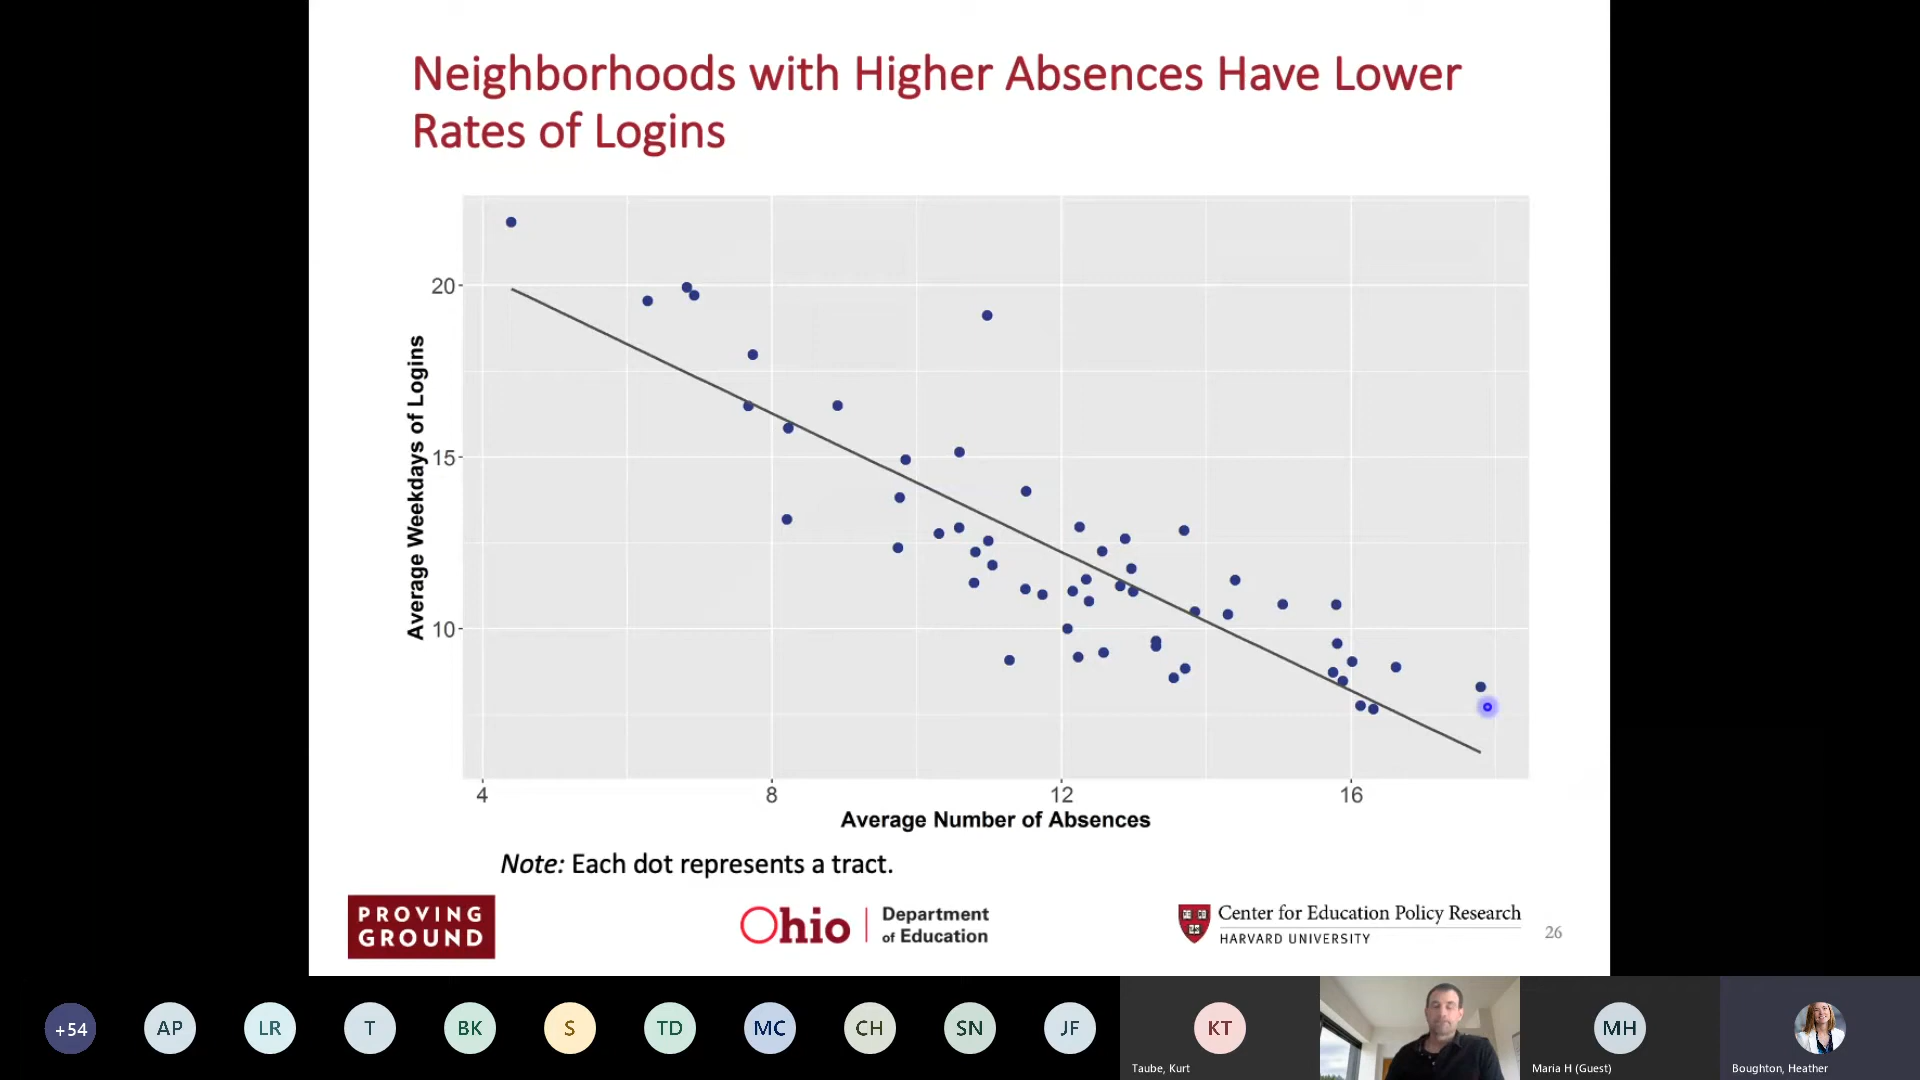 Neighborhoods with Higher Absences Have Lower
Rates of Logins
20
15
10
Average Weekdays of Logins
4 8 12 16
Average Number of Absences
Note: Each dot represents a tract.
PROVING
GROUND
Ohio
Department
of Education
Center for Education Policy Research
HARVARD UNIVERSITY
26
+54
AP
LR
T
BK
S
TD
MC
CH
SN
JF
KT
Taube, Kurt
MH
Maria H (Guest)
Boughton, Heather